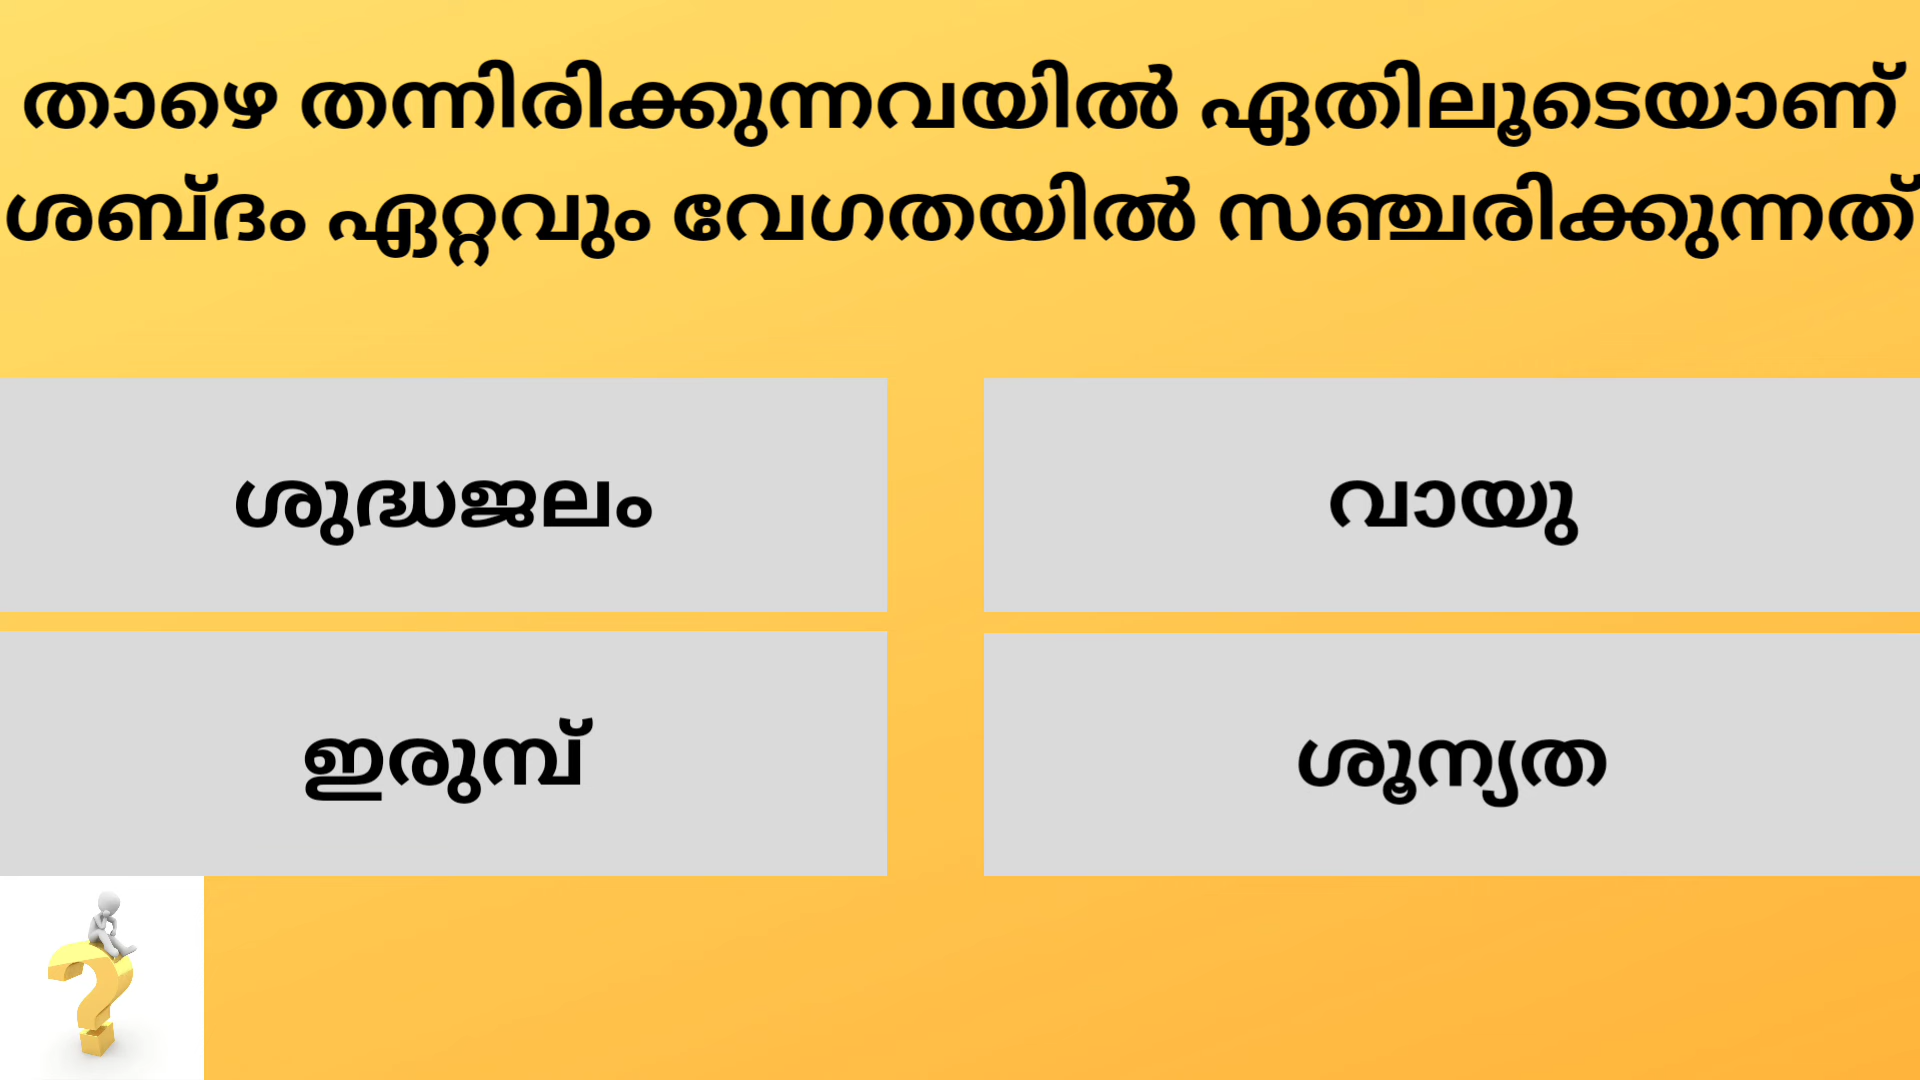 താഴെ തന്നിരിക്കുന്നവയിൽ ഏതിലൂടെയാണ്
ശബ്ദം ഏറ്റവും വേഗതയിൽ സഞ്ചരിക്കുന്നത്
ശുദ്ധജലം
വായു
ഇരുമ്പ്
ശൂന്യത